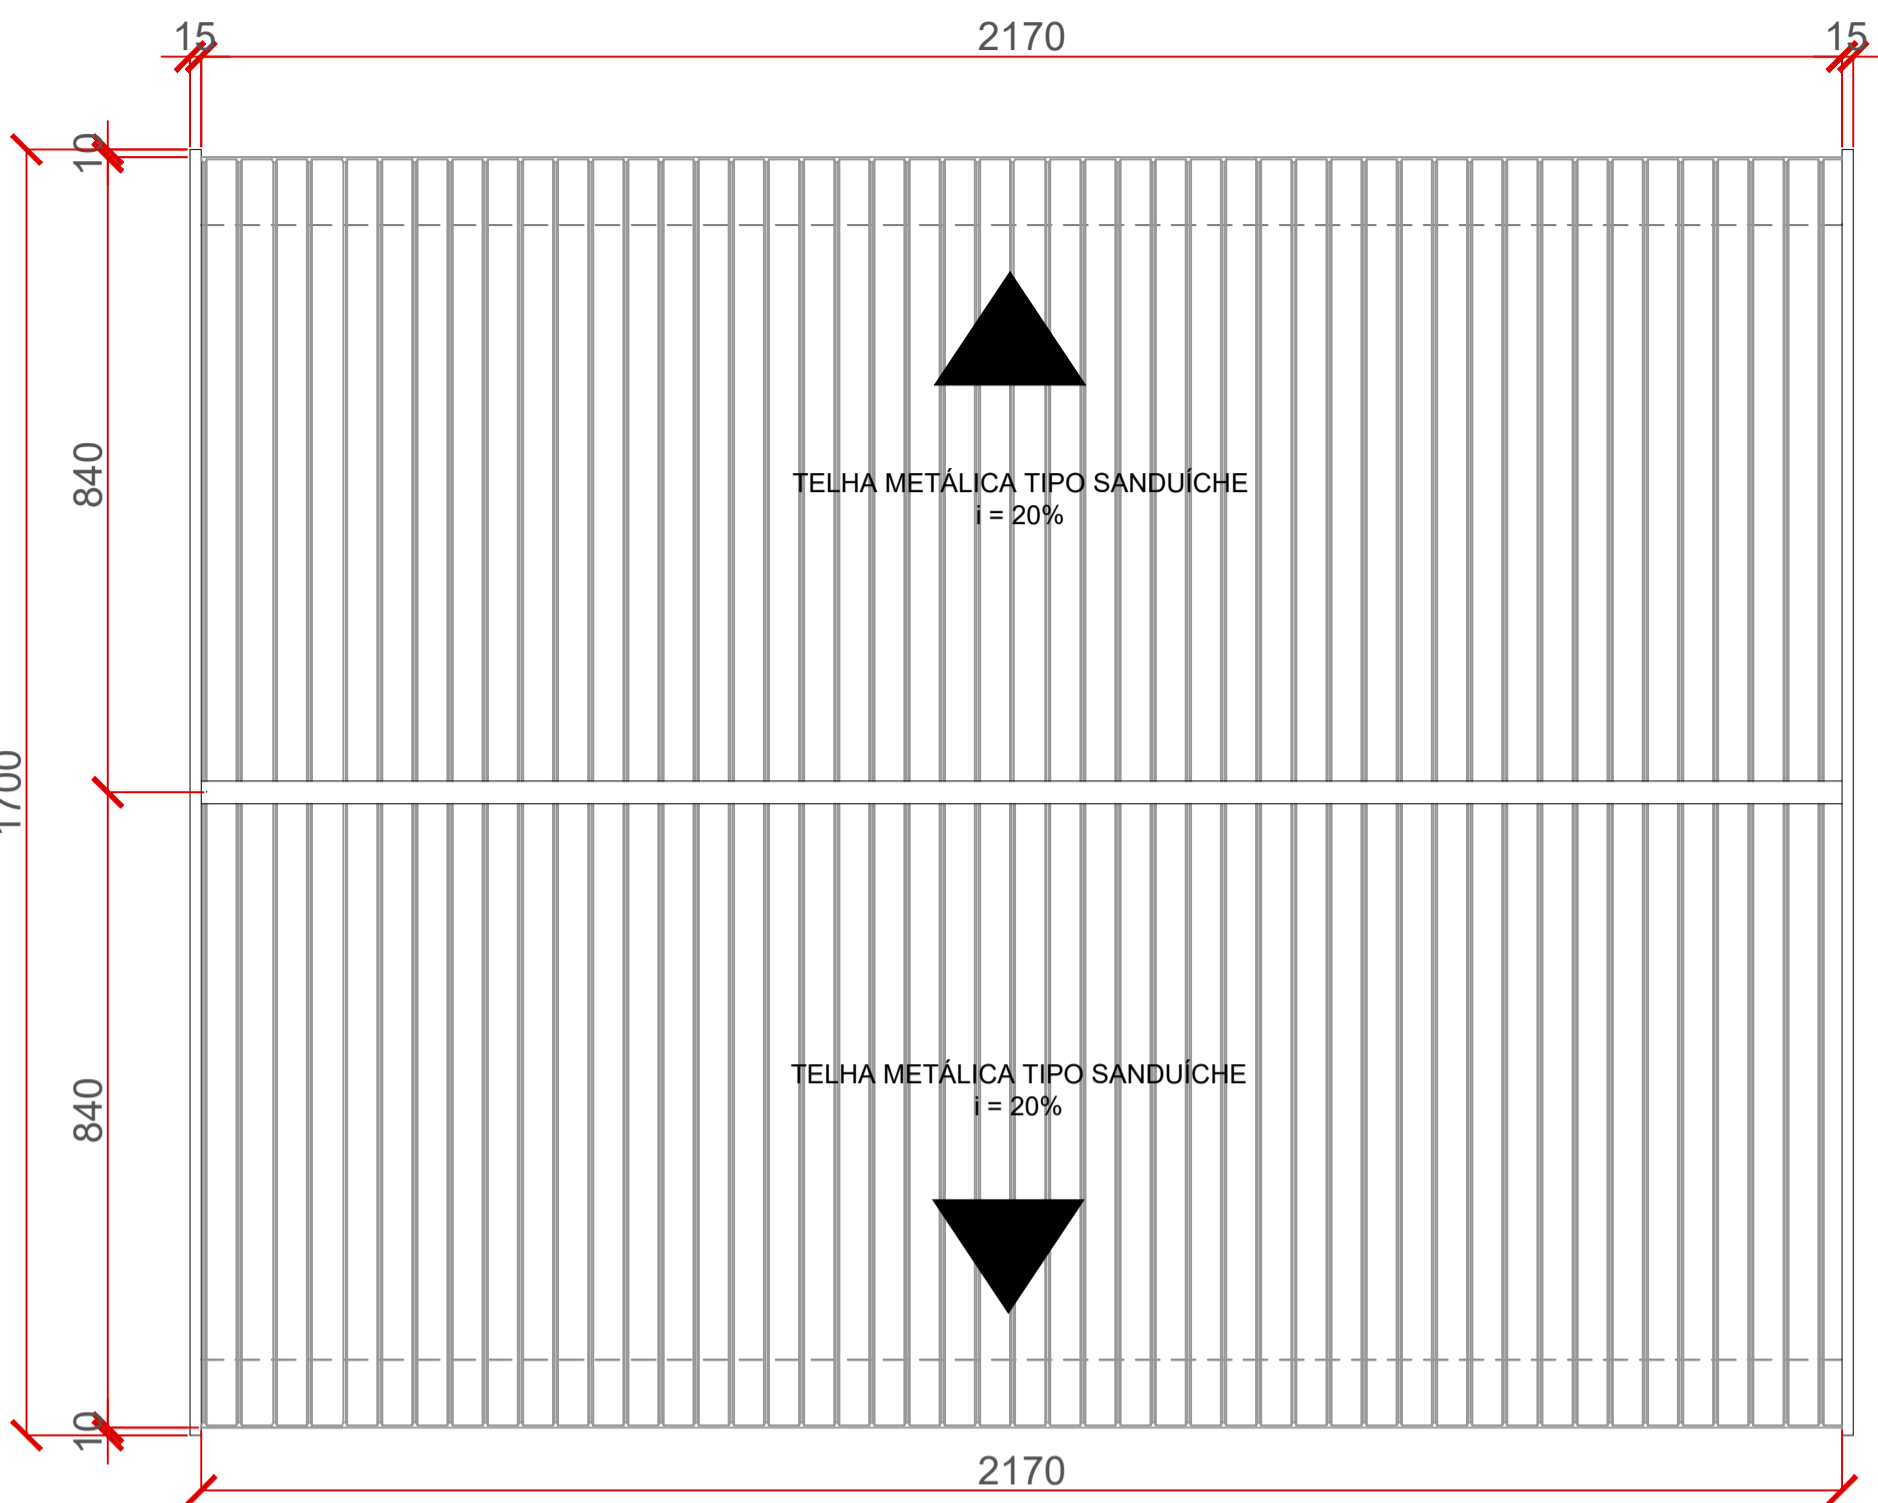 15
2170
15
10
840
TELHA METÁLICA TIPO SANDUÍCHE
i = 20%
1700
840
TELHA METÁLICA TIPO SANDUÍCHE
i = 20%
10
2170